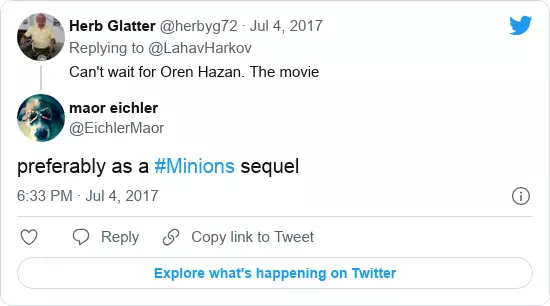 Herb Glatter @herbyg72 · Jul 4, 2017
Replying to @LahavHarkov
Can't wait for Oren Hazan. The movie
maor eichler
@EichlerMaor
preferably as a #Minions sequel
6:33 PM · Jul 4, 2017
Reply
Copy link to Tweet
Explore what's happening on Twitter